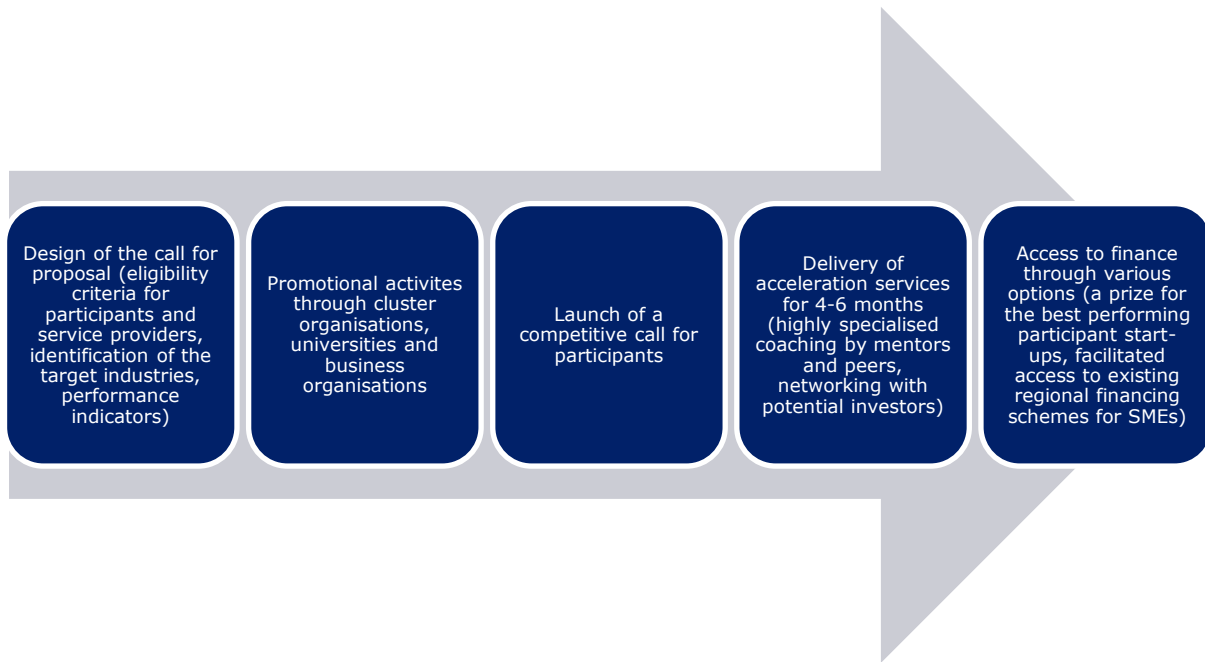 Design of the call for
proposal (eligibility
criteria for
participants and
service providers,
identification of the
target industries,
performance
indicators)
Promotional activites
through cluster
organisations,
universities and
business
organisations
Launch of a
competitive call for
participants
Delivery of
acceleration services
for 4-6 months
(highly specialised
coaching by mentors
and peers,
networking with
potential investors)
Access to finance
through various
options (a prize for
the best performing
participant start-
ups, facilitated
access to existing
regional financing
schemes for SMEs)